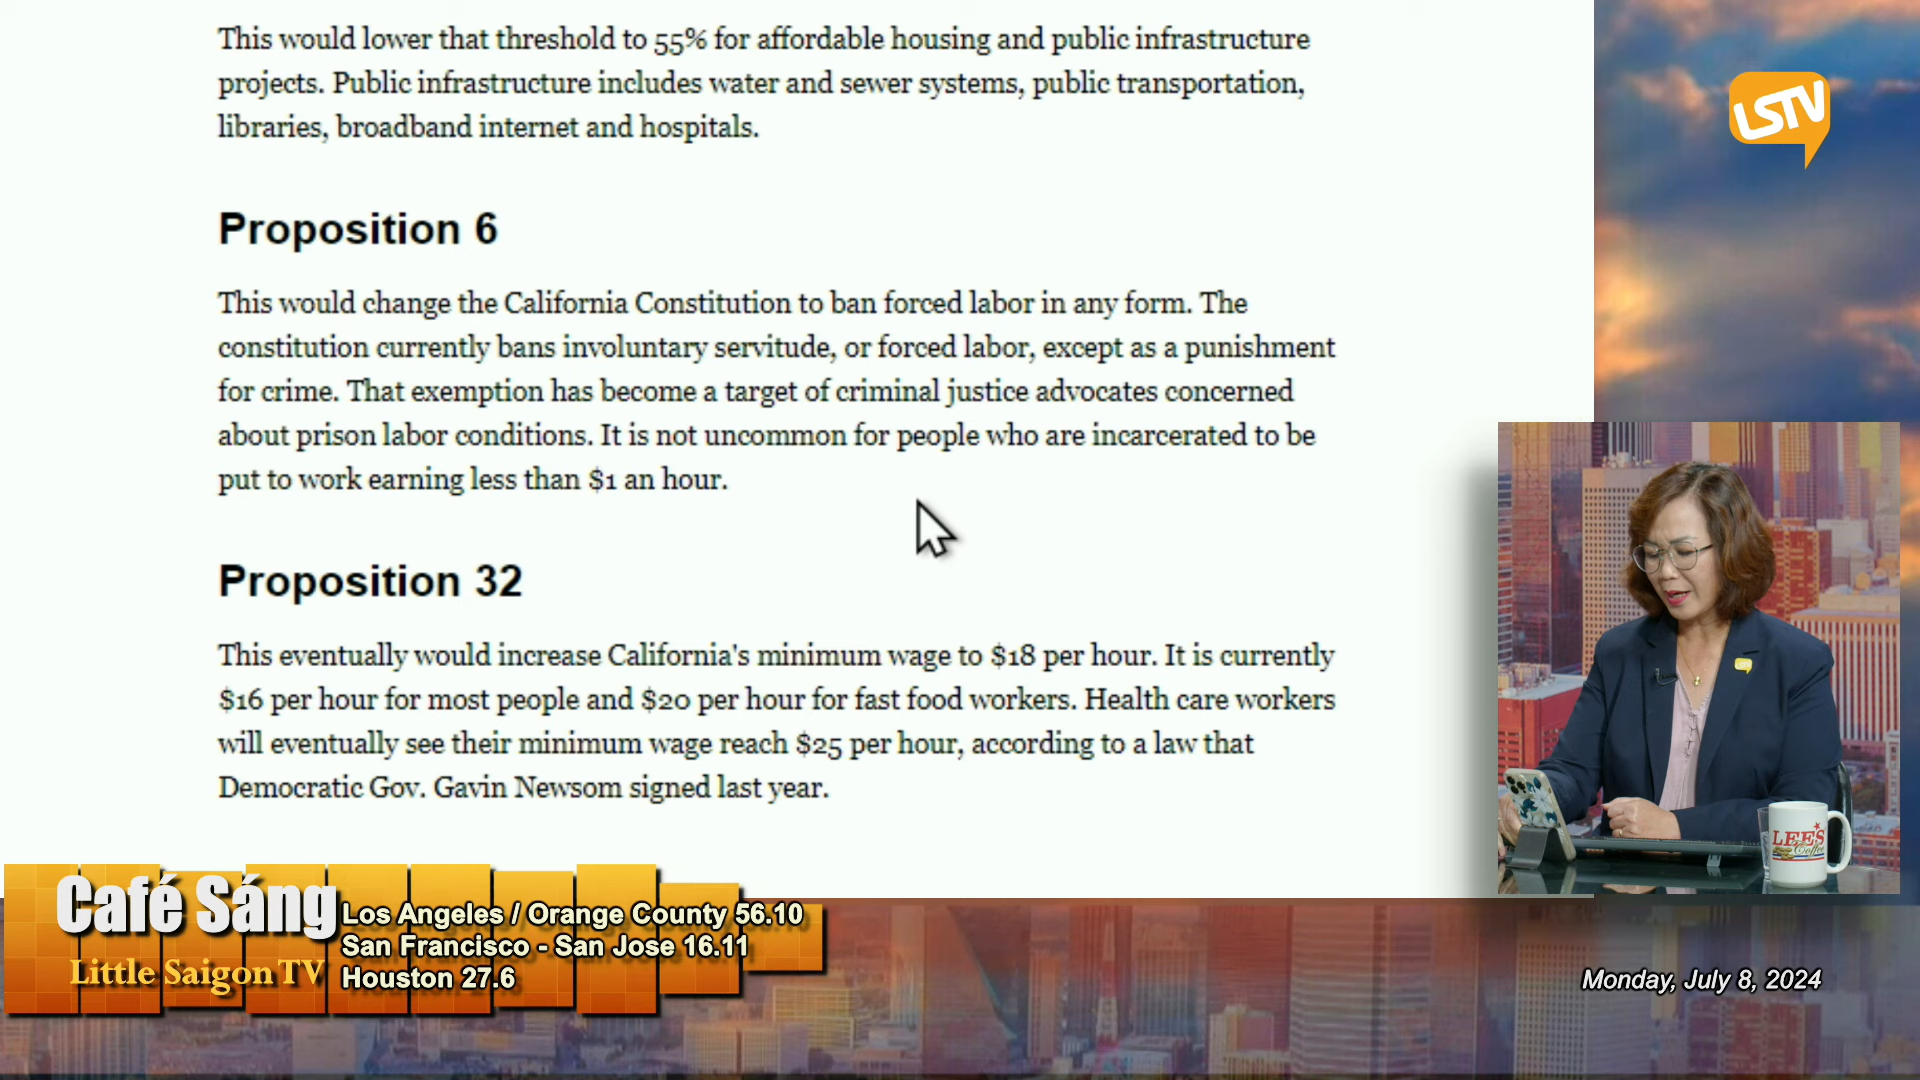 This would lower that threshold to 55% for affordable housing and public infrastructure
projects. Public infrastructure includes water and sewer systems, public transportation,
libraries, broadband internet and hospitals.
Proposition 6
This would change the California Constitution to ban forced labor in any form. The
constitution currently bans involuntary servitude, or forced labor, except as a punishment
for crime. That exemption has become a target of criminal justice advocates concerned
about prison labor conditions. It is not uncommon for people who are incarcerated to be
put to work earning less than $1 an hour.
Proposition 32
This eventually would increase California's minimum wage to $18 per hour. It is currently
$16 per hour for most people and $20 per hour for fast food workers. Health care workers
will eventually see their minimum wage reach $25 per hour, according to a law that
Democratic Gov. Gavin Newsom signed last year.
LSTV
LEE'S
Coffee
Café Sáng
Little Saigon TV
Los Angeles / Orange County 56.10
San Francisco - San Jose 16.11
Houston 27.6
Monday, July 8, 2024